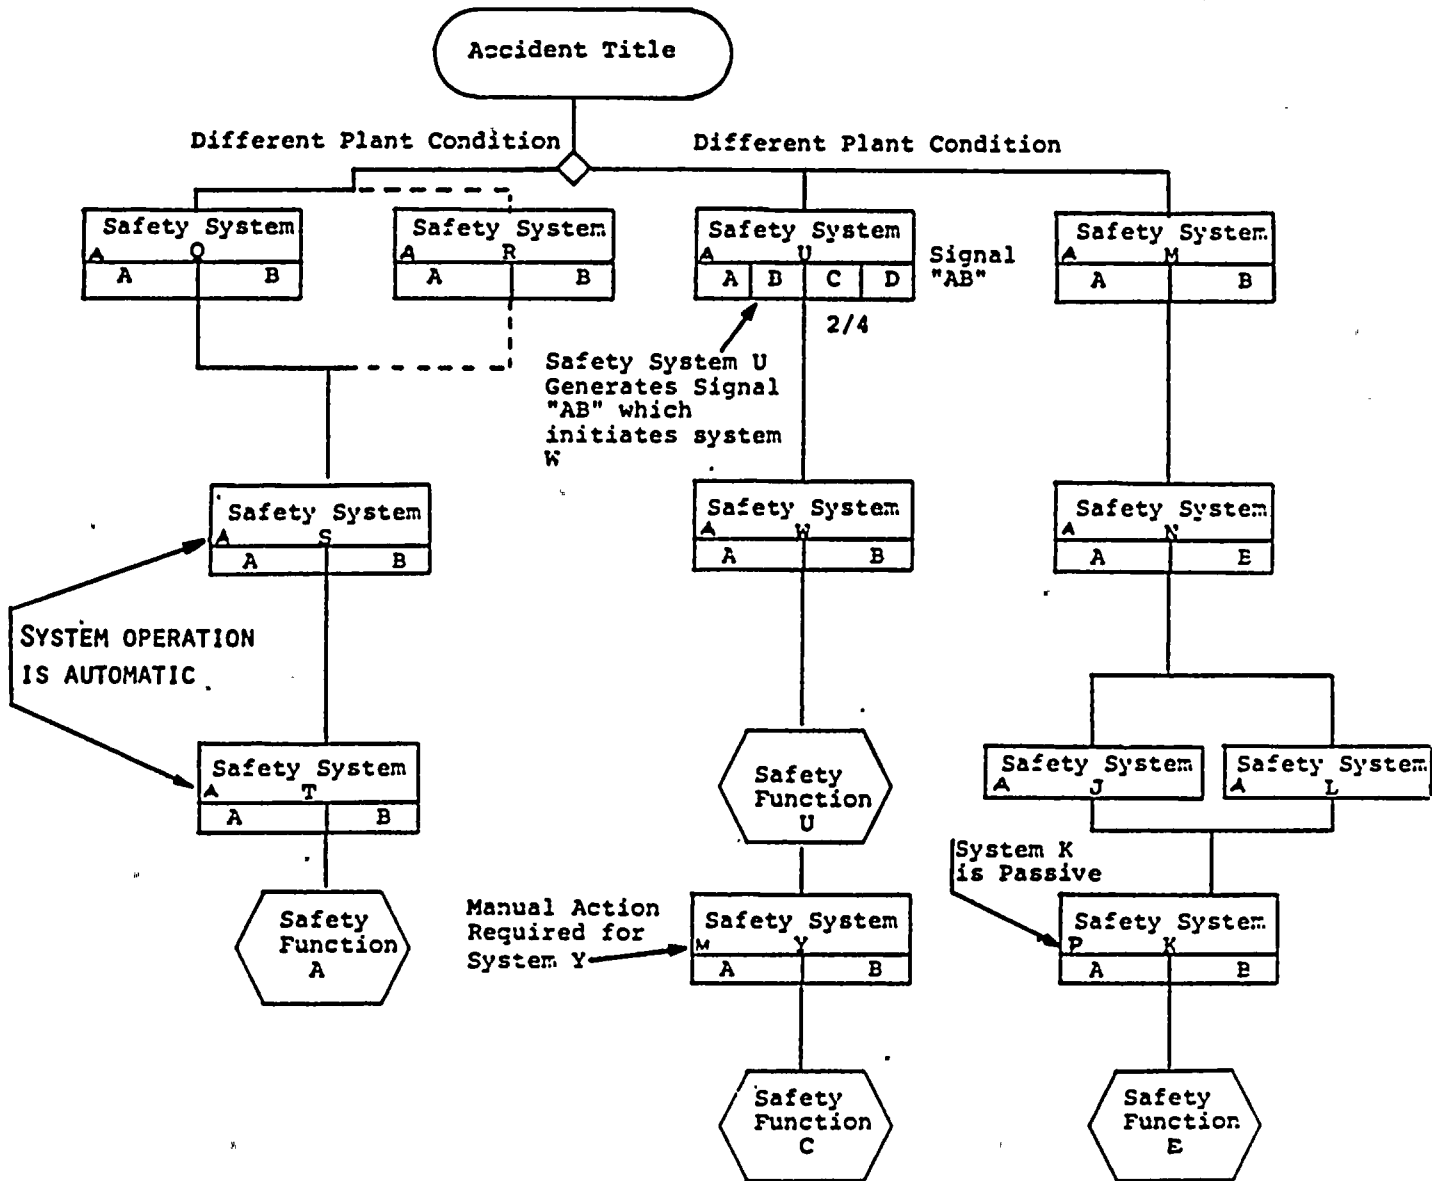 Accident Title
Different Plant Condition
Different Plant Condition
Safety System
A Q
A B
Safety System
A R
A B
Safety System
A U
A B C D
Signal
"AB"
2/4
Safety System
A M
A B
Safety System U
Generates Signal
"AB" which
initiates system
W
Safety System
A S
A B
Safety System
A W
A B
Safety System
A N
A B
SYSTEM OPERATION
IS AUTOMATIC
Safety System
A T
A B
Safety
Function
U
Safety System
A J
Safety System
A L
System K
is Passive
Safety
Function
A
Manual Action
Required for
System Y
Safety System
M Y
A B
Safety System
P K
A B
Safety
Function
C
Safety
Function
E